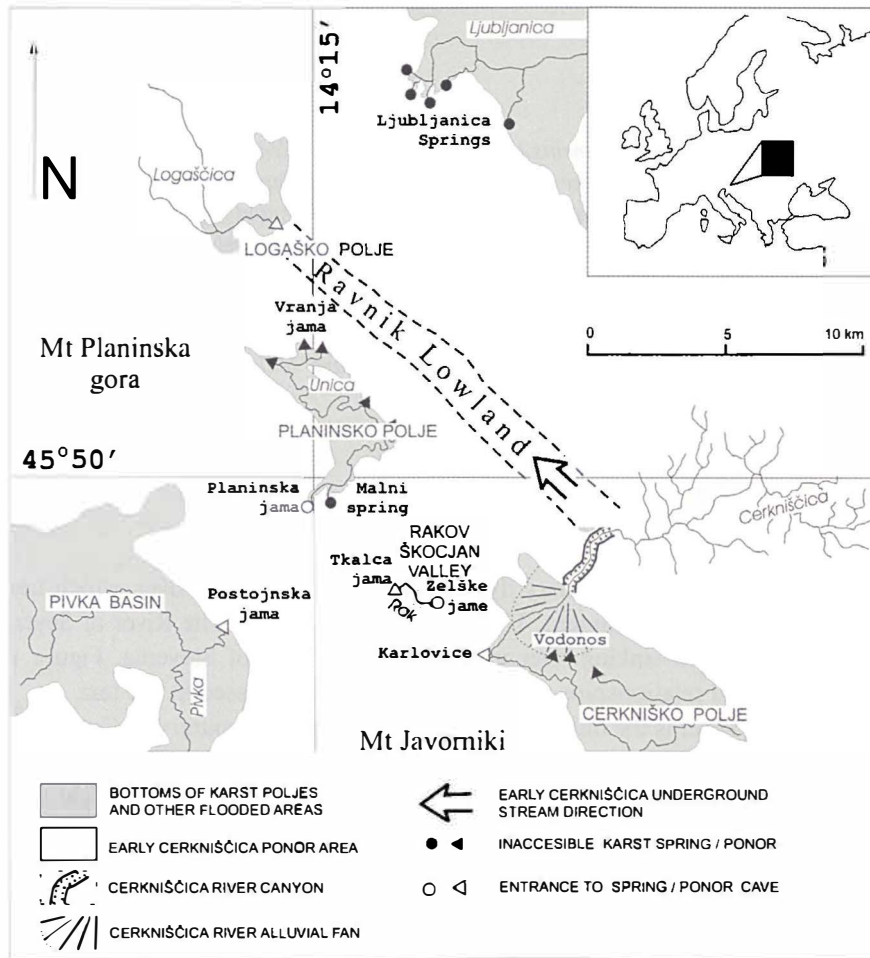 Ljubljanica
14°15′
Ljubljanica
Springs
N
Logaščica
LOGAŠKO POLJE
Ravnik Lowland
Vranja
jama
0 5 10 km
Mt Planinska
gora
Unica
PLANINSKO POLJE
45°50′
Planinska
jama
Malni
spring
Cerkniščica
RAKOV
ŠKOCJAN
VALLEY
Tkalca
jama
Zelške
jame
Rak
PIVKA BASIN
Postojnska
jama
Karlovice
Vodonos
Pivka
CERKNIŠKO POLJE
Mt Javorniki
BOTTOMS OF KARST POLJES
AND OTHER FLOODED AREAS
EARLY CERKNIŠČICA PONOR AREA
CERKNIŠČICA RIVER CANYON
CERKNIŠČICA RIVER ALLUVIAL FAN
EARLY CERKNIŠČICA UNDERGROUND
STREAM DIRECTION
INACCESIBLE KARST SPRING / PONOR
ENTRANCE TO SPRING / PONOR CAVE